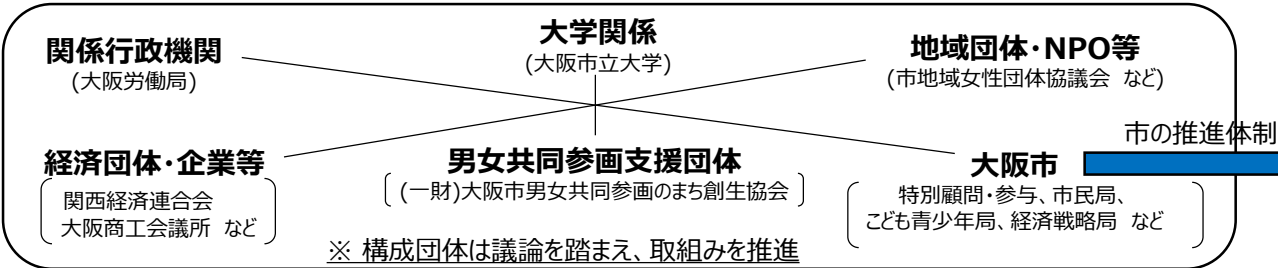 関係行政機関
(大阪労働局)
大学関係
(大阪市立大学)
地域団体・NPO等
(市地域女性団体協議会 など)
市の推進体制
経済団体・企業等
関西経済連合会
大阪商工会議所 など
男女共同参画支援団体
(一財)大阪市男女共同参画のまち創生協会
大阪市
特別顧問・参与、市民局、
こども青少年局、経済戦略局 など
※ 構成団体は議論を踏まえ、取組みを推進